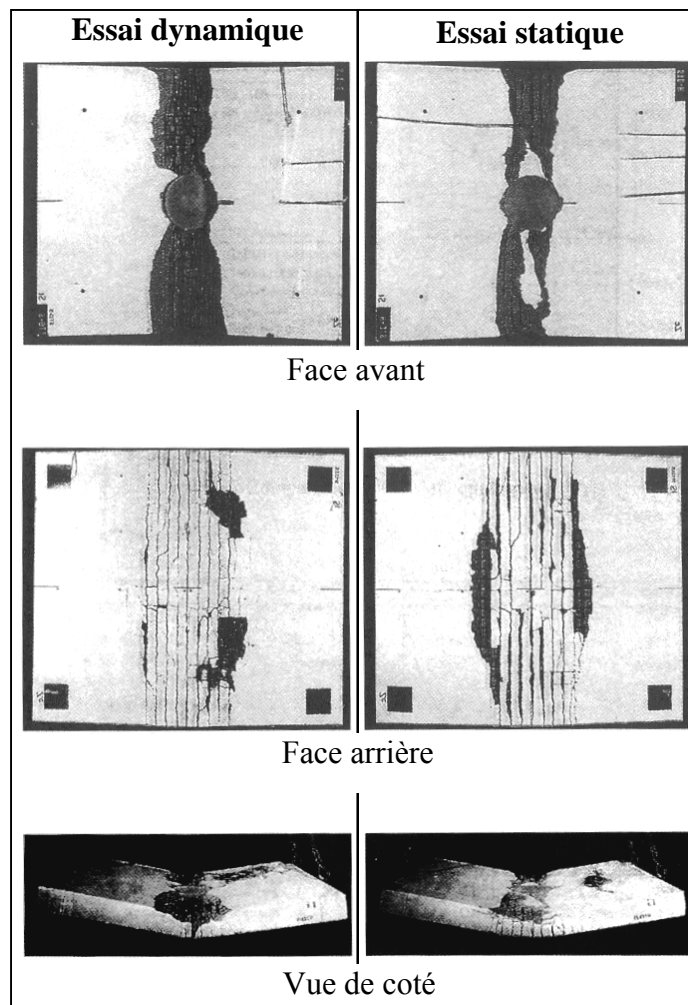 Essai dynamique
Essai statique
Face avant
Face arrière
Vue de coté